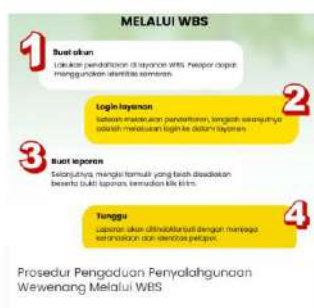 MELALUI WBS
1
Buat akun
Lakukan pendaftaran di layanan WBS. Pelapor dapat
menggunakan identitas samaran.
2
Login layanan
Setelah melakukan pendaftaran, langkah selanjutnya
adalah melakukan login ke dalam layanan.
3
Buat laporan
Selanjutnya, mengisi formulir yang telah disediakan
beserta bukti laporan, kemudian klik kirim.
4
Tunggu
Laporan akan ditindaklanjuti dengan menjaga
kerahasiaan dan identitas pelapor.
Prosedur Pengaduan Penyalahgunaan
Wewenang Melalui WBS